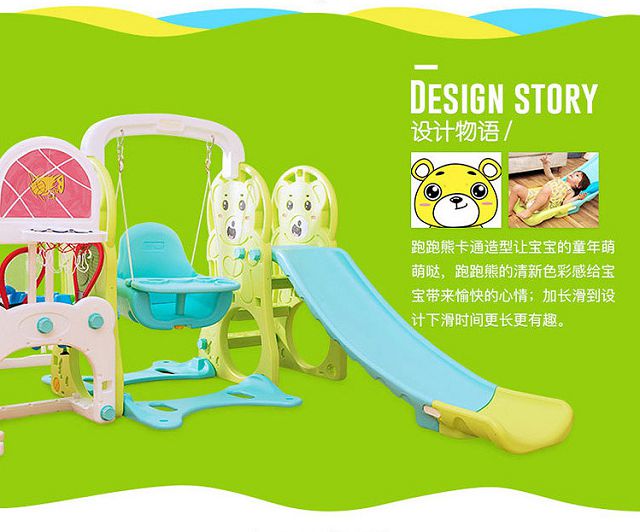 DESIGN STORY
设计物语 /
跑跑熊卡通造型让宝宝的童年萌
萌哒，跑跑熊的清新色彩感给宝
宝带来愉快的心情；加长滑到设
计下滑时间更长更有趣。